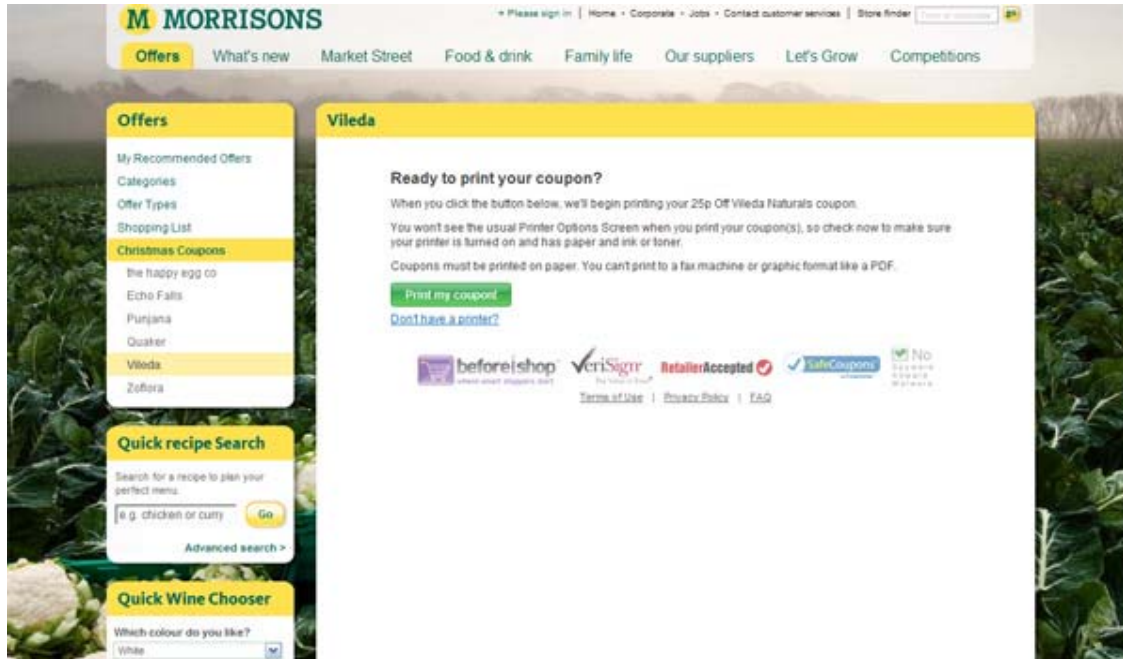 M MORRISONS
Please sign in | Home · Corporate · Jobs · Contact customer services | Store finder
Offers What's new Market Street Food & drink Family life Our suppliers Let's Grow Competitions
Offers
My Recommended Offers
Categories
Offer Types
Shopping List
Christmas Coupons
the happy egg co
Echo Falls
Punjana
Quaker
Vileda
Zoflora
Quick recipe Search
Search for a recipe to plan your
perfect menu.
e.g. chicken or curry Go
Advanced search >
Quick Wine Chooser
Which colour do you like?
White
Vileda
Ready to print your coupon?
When you click the button below, we'll begin printing your 25p Off Vileda Naturals coupon.
You won't see the usual Printer Options Screen when you print your coupon(s), so check now to make sure
your printer is turned on and has paper and ink or toner.
Coupons must be printed on paper. You can't print to a fax machine or graphic format like a PDF.
Print my coupon!
Don't have a printer?
beforeishop VeriSign RetailerAccepted SafeCoupons No
where smart shoppers start Spyware
Adware
Malware
Terms of Use | Privacy Policy | FAQ